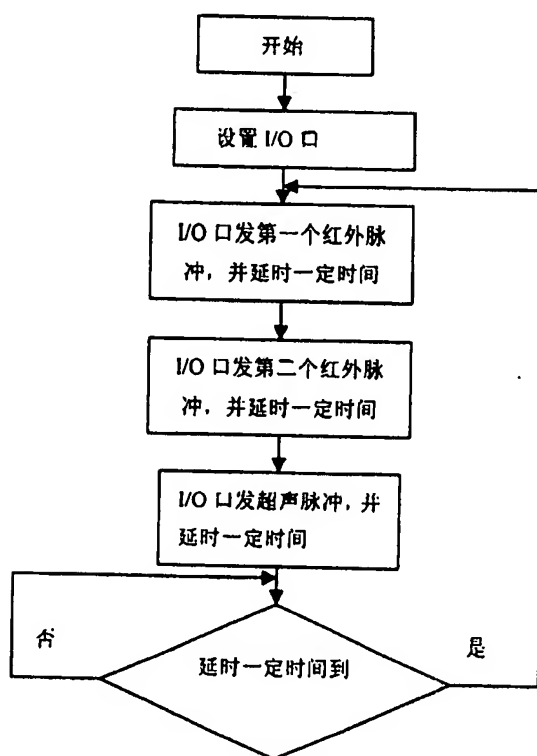 开始
设置 I/O 口
I/O 口发第一个红外脉
冲，并延时一定时间
I/O 口发第二个红外脉
冲，并延时一定时间
I/O 口发超声脉冲，并
延时一定时间
否
延时一定时间到
是